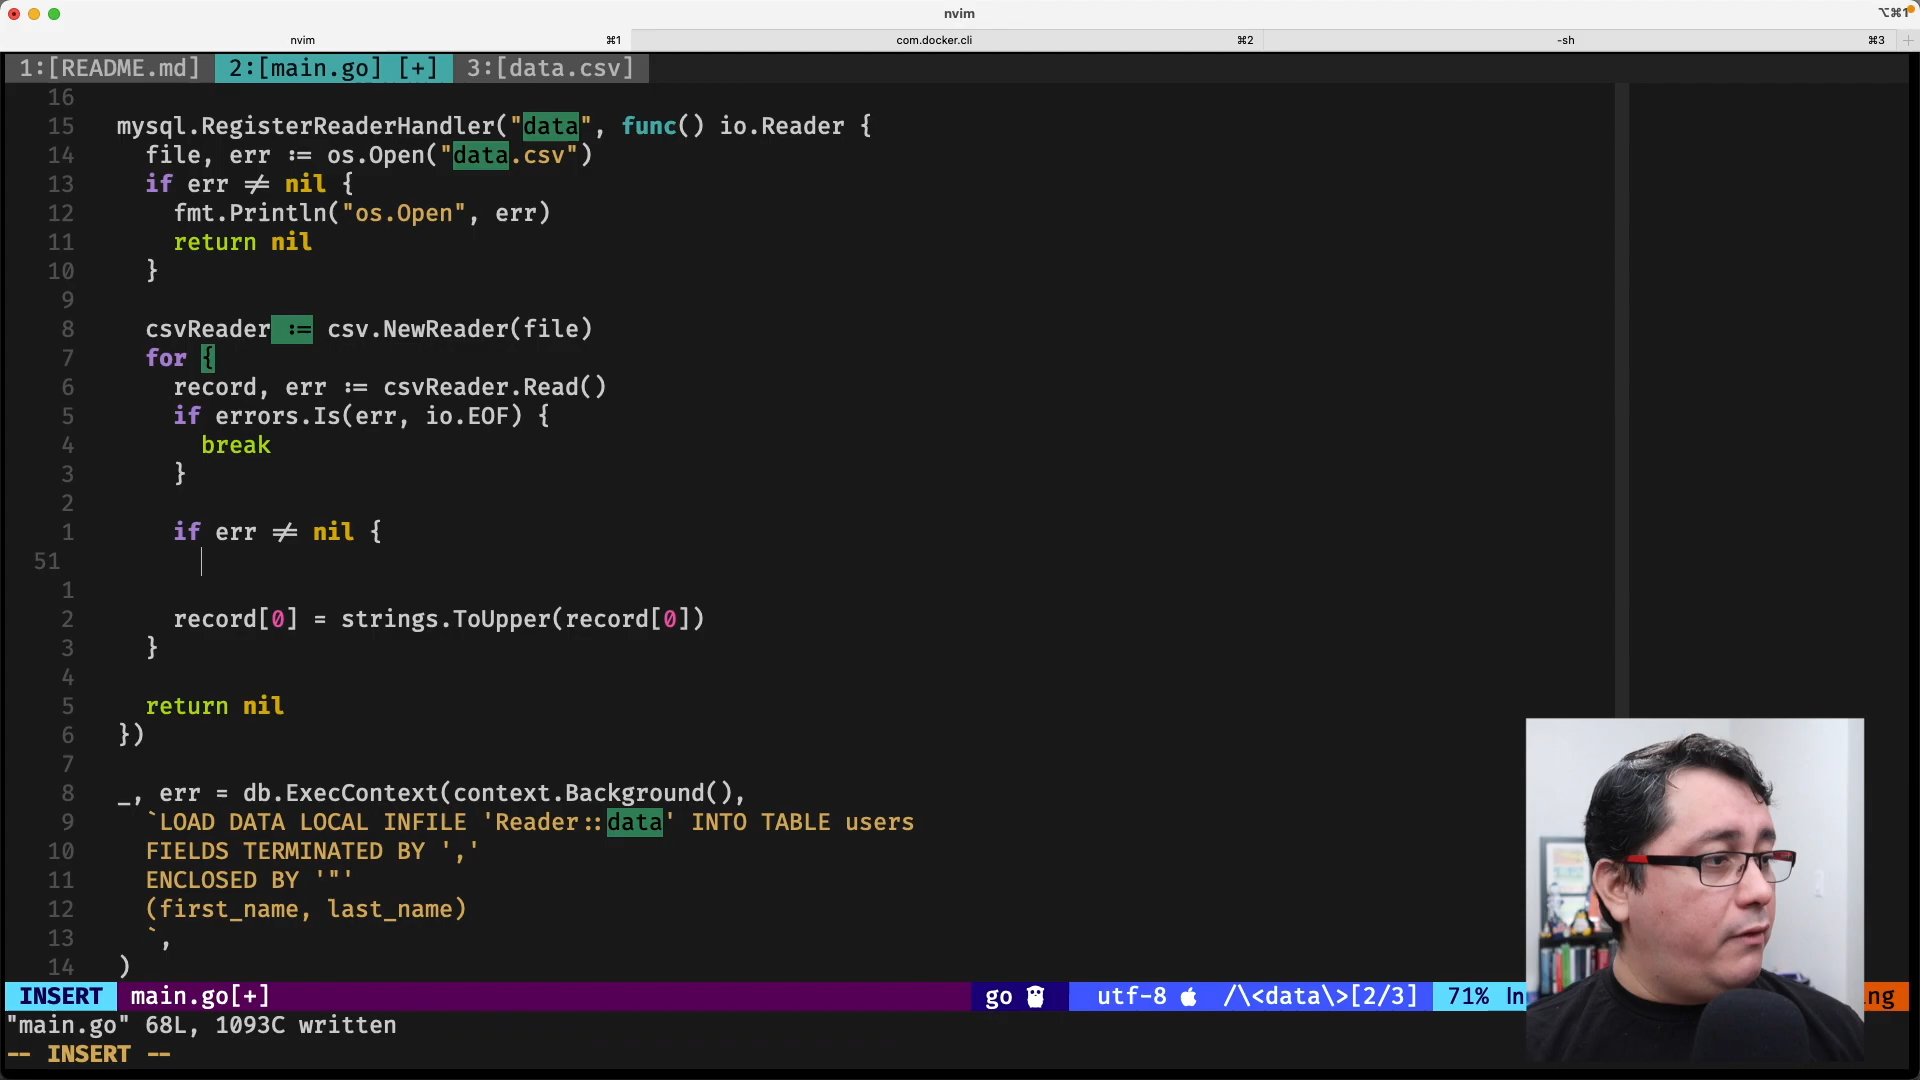 nvim
⌥⌘1
nvim ⌘1 com.docker.cli ⌘2 -sh ⌘3
1:[README.md] 2:[main.go] [+] 3:[data.csv]
16
15 mysql.RegisterReaderHandler("data", func() io.Reader {
14 file, err := os.Open("data.csv")
13 if err != nil {
12 fmt.Println("os.Open", err)
11 return nil
10 }
9
8 csvReader := csv.NewReader(file)
7 for {
6 record, err := csvReader.Read()
5 if errors.Is(err, io.EOF) {
4 break
3 }
2
1 if err != nil {
51
1
2 record[0] = strings.ToUpper(record[0])
3 }
4
5 return nil
6 })
7
8 _, err = db.ExecContext(context.Background(),
9 `LOAD DATA LOCAL INFILE 'Reader::data' INTO TABLE users
10 FIELDS TERMINATED BY ','
11 ENCLOSED BY '"'
12 (first_name, last_name)
13 `,
14 )
INSERT main.go[+] go utf-8 /\<data\>[2/3] 71% In ng
"main.go" 68L, 1093C written
-- INSERT --